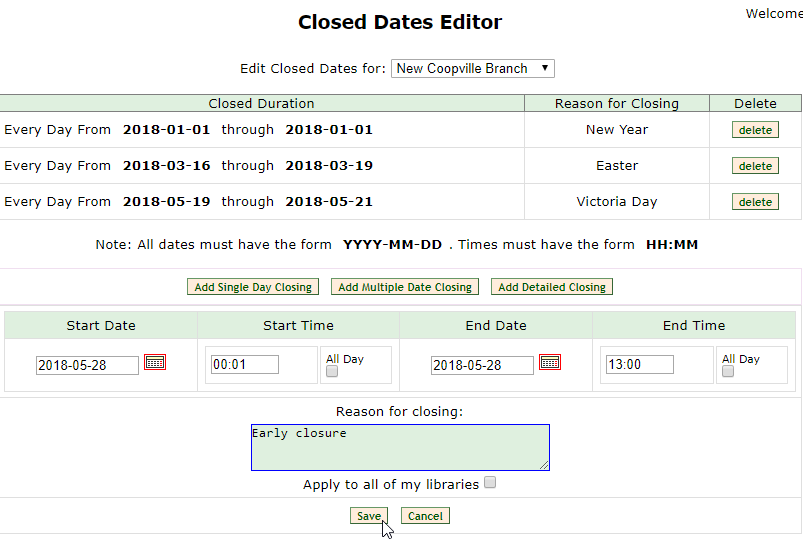 Welcome
Closed Dates Editor
Edit Closed Dates for: New Coopville Branch
Closed Duration Reason for Closing Delete
Every Day From 2018-01-01 through 2018-01-01 New Year delete
Every Day From 2018-03-16 through 2018-03-19 Easter delete
Every Day From 2018-05-19 through 2018-05-21 Victoria Day delete
Note: All dates must have the form YYYY-MM-DD . Times must have the form HH:MM
Add Single Day Closing Add Multiple Date Closing Add Detailed Closing
Start Date Start Time End Date End Time
2018-05-28 00:01 All Day 2018-05-28 13:00 All Day
Reason for closing:
Early closure
Apply to all of my libraries
Save Cancel